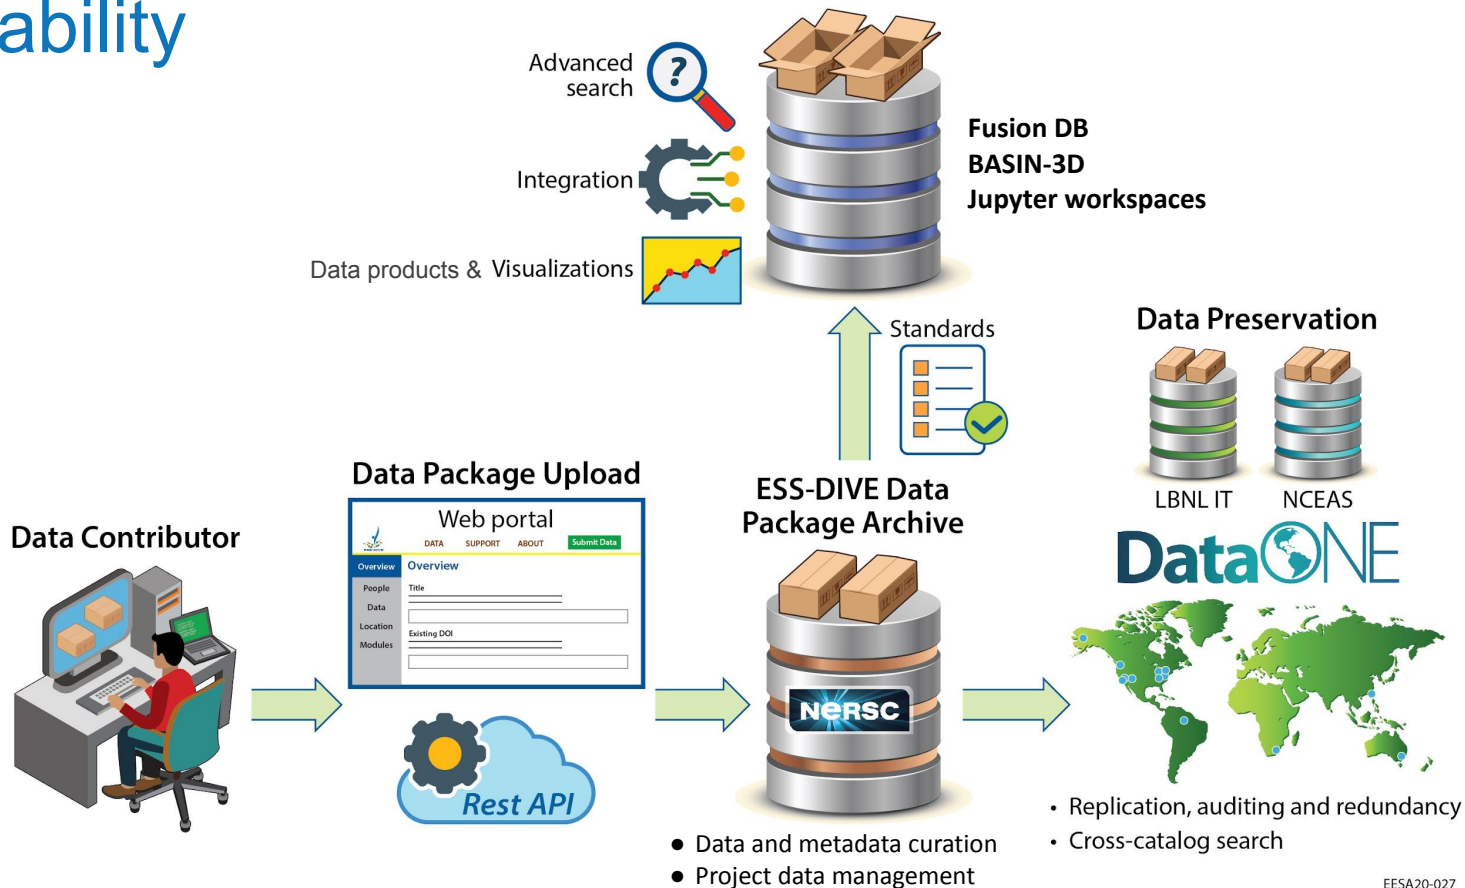 ability
Advanced
search
?
Integration
Data products & Visualizations
Fusion DB
BASIN-3D
Jupyter workspaces
Standards
Data Preservation
LBNL IT
NCEAS
DataONE
Data Contributor
Data Package Upload
Web portal
DATA SUPPORT ABOUT Submit Data
Overview
People
Data
Location
Modules
Overview
Title
Existing DOI
Rest API
ESS-DIVE Data
Package Archive
NERSC
● Data and metadata curation
● Project data management
• Replication, auditing and redundancy
• Cross-catalog search
EESA20-027